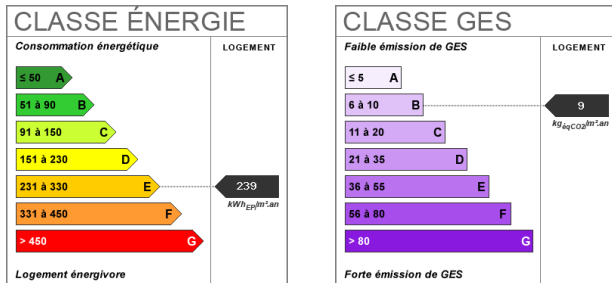 CLASSE ÉNERGIE
Consommation énergétique
LOGEMENT
≤ 50 A
51 à 90 B
91 à 150 C
151 à 230 D
231 à 330 E
239
kWhEP/m².an
331 à 450 F
> 450 G
Logement énergivore
CLASSE GES
Faible émission de GES
LOGEMENT
≤ 5 A
6 à 10 B
9
kgéqCO2/m².an
11 à 20 C
21 à 35 D
36 à 55 E
56 à 80 F
> 80 G
Forte émission de GES